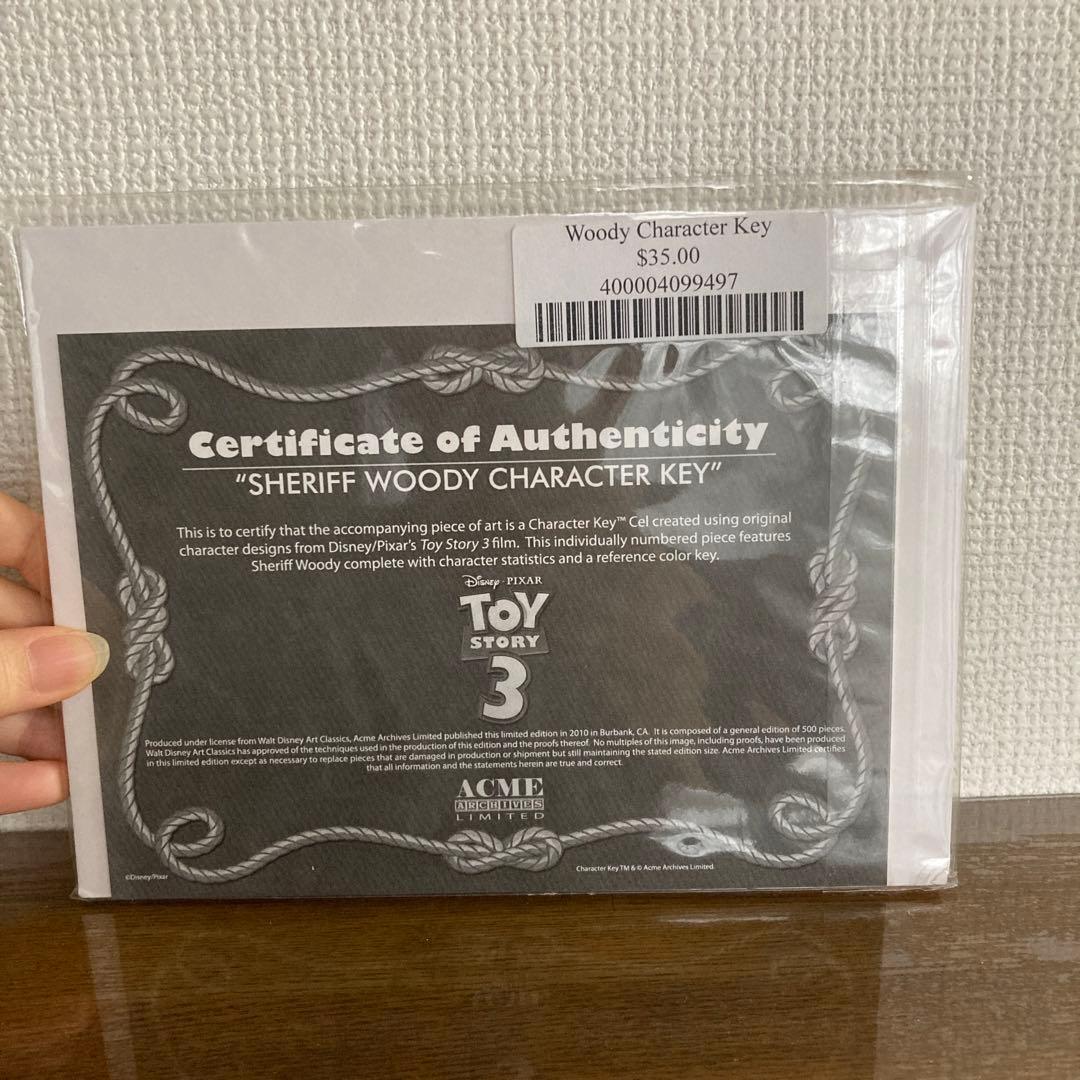 Woody Character Key
$35.00
400004099497
Certificate of Authenticity
"SHERIFF WOODY CHARACTER KEY"
This is to certify that the accompanying piece of art is a Character Key™ Cel created using original
character designs from Disney/Pixar's Toy Story 3 film. This individually numbered piece features
Sheriff Woody complete with character statistics and a reference color key.
Disney · PIXAR
TOY
STORY
3
Produced under license from Walt Disney Art Classics, Acme Archives Limited published this limited edition in 2010 in Burbank, CA. It is composed of a general edition of 500 pieces.
Walt Disney Art Classics has approved of the techniques used in the production of this edition and the proofs thereof. No multiples of this image, including proofs, have been produced
in this limited edition except as necessary to replace pieces that are damaged in production or shipment but still maintaining the stated edition size. Acme Archives Limited certifies
that all information and the statements herein are true and correct.
ACME
ARCHIVES
LIMITED
©Disney/Pixar
Character Key TM & © Acme Archives Limited.